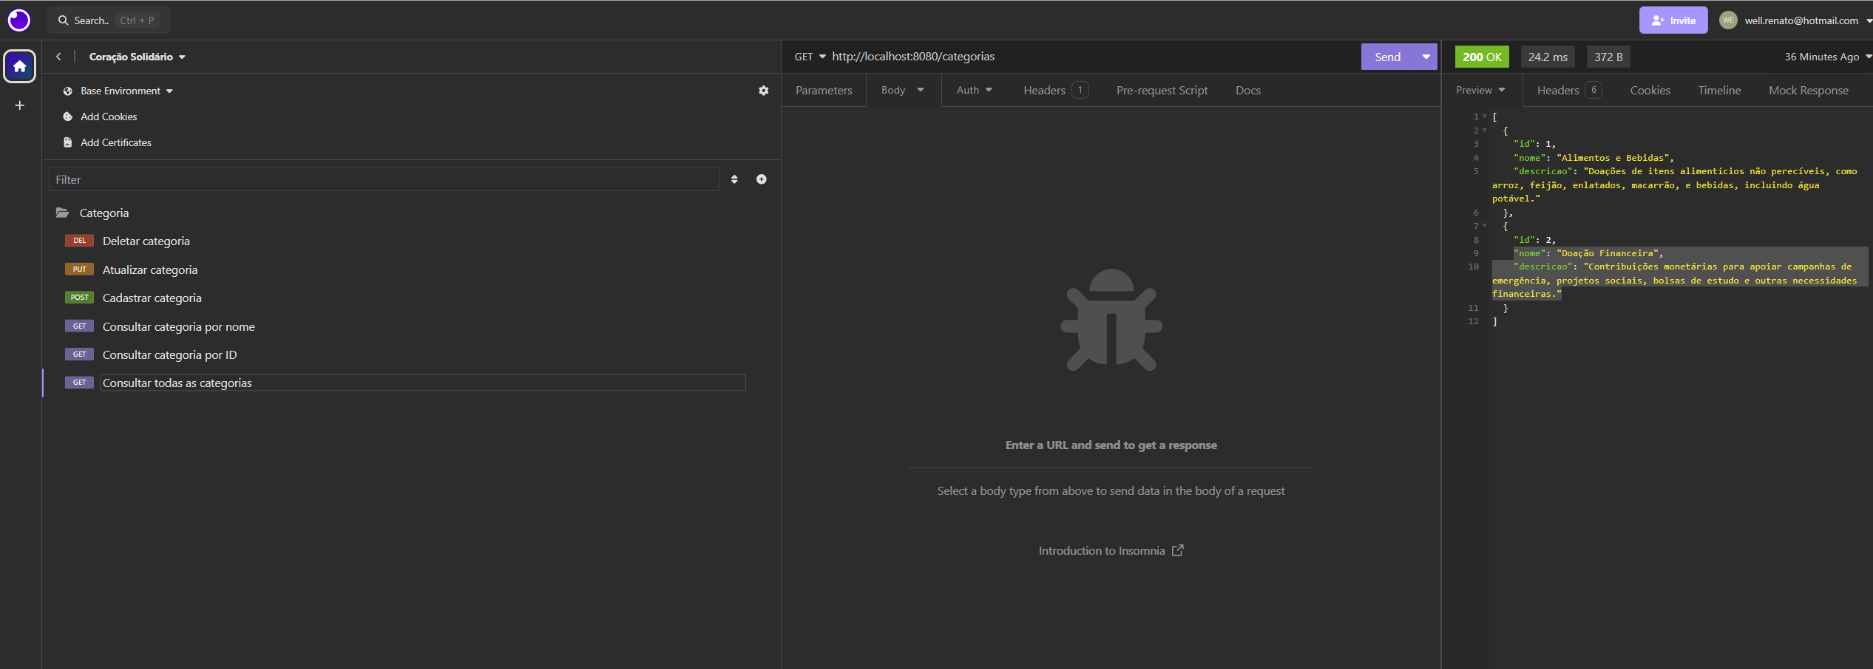 Search.. Ctrl + P
Invite
WE well.renato@hotmail.com
Coração Solidário
Base Environment
Add Cookies
Add Certificates
Filter
Categoria
DEL Deletar categoria
PUT Atualizar categoria
POST Cadastrar categoria
GET Consultar categoria por nome
GET Consultar categoria por ID
GET Consultar todas as categorias
GET http://localhost:8080/categorias
Send
Parameters Body Auth Headers 1 Pre-request Script Docs
Enter a URL and send to get a response
Select a body type from above to send data in the body of a request
Introduction to Insomnia
200 OK 24.2 ms 372 B 36 Minutes Ago
Preview Headers 6 Cookies Timeline Mock Response
1 [
2 {
3 "id": 1,
4 "nome": "Alimentos e Bebidas",
5 "descricao": "Doações de itens alimentícios não perecíveis, como
arroz, feijão, enlatados, macarrão, e bebidas, incluindo água
potável."
6 },
7 {
8 "id": 2,
9 "nome": "Doação Financeira",
10 "descricao": "Contribuições monetárias para apoiar campanhas de
emergência, projetos sociais, bolsas de estudo e outras necessidades
financeiras."
11 }
12 ]